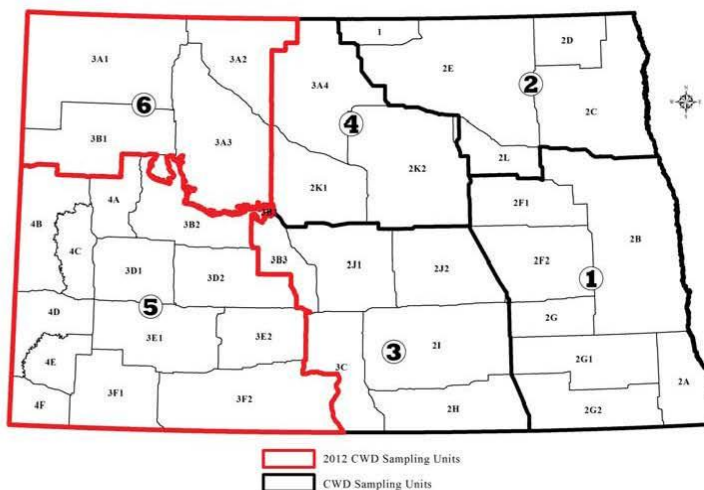 1
2D
3A1
3A2
2E
3A4
2
6
2C
4
3B1
3A3
2L
2K2
4A
2K1
2F1
4B
3B2
2B
4C
3B3
2J1
2J2
2F2
3D1
3D2
1
5
4D
2G
3E1
3E2
2I
3
4E
2G1
3C
2A
3F1
3F2
4F
2H
2G2
2012 CWD Sampling Units
CWD Sampling Units